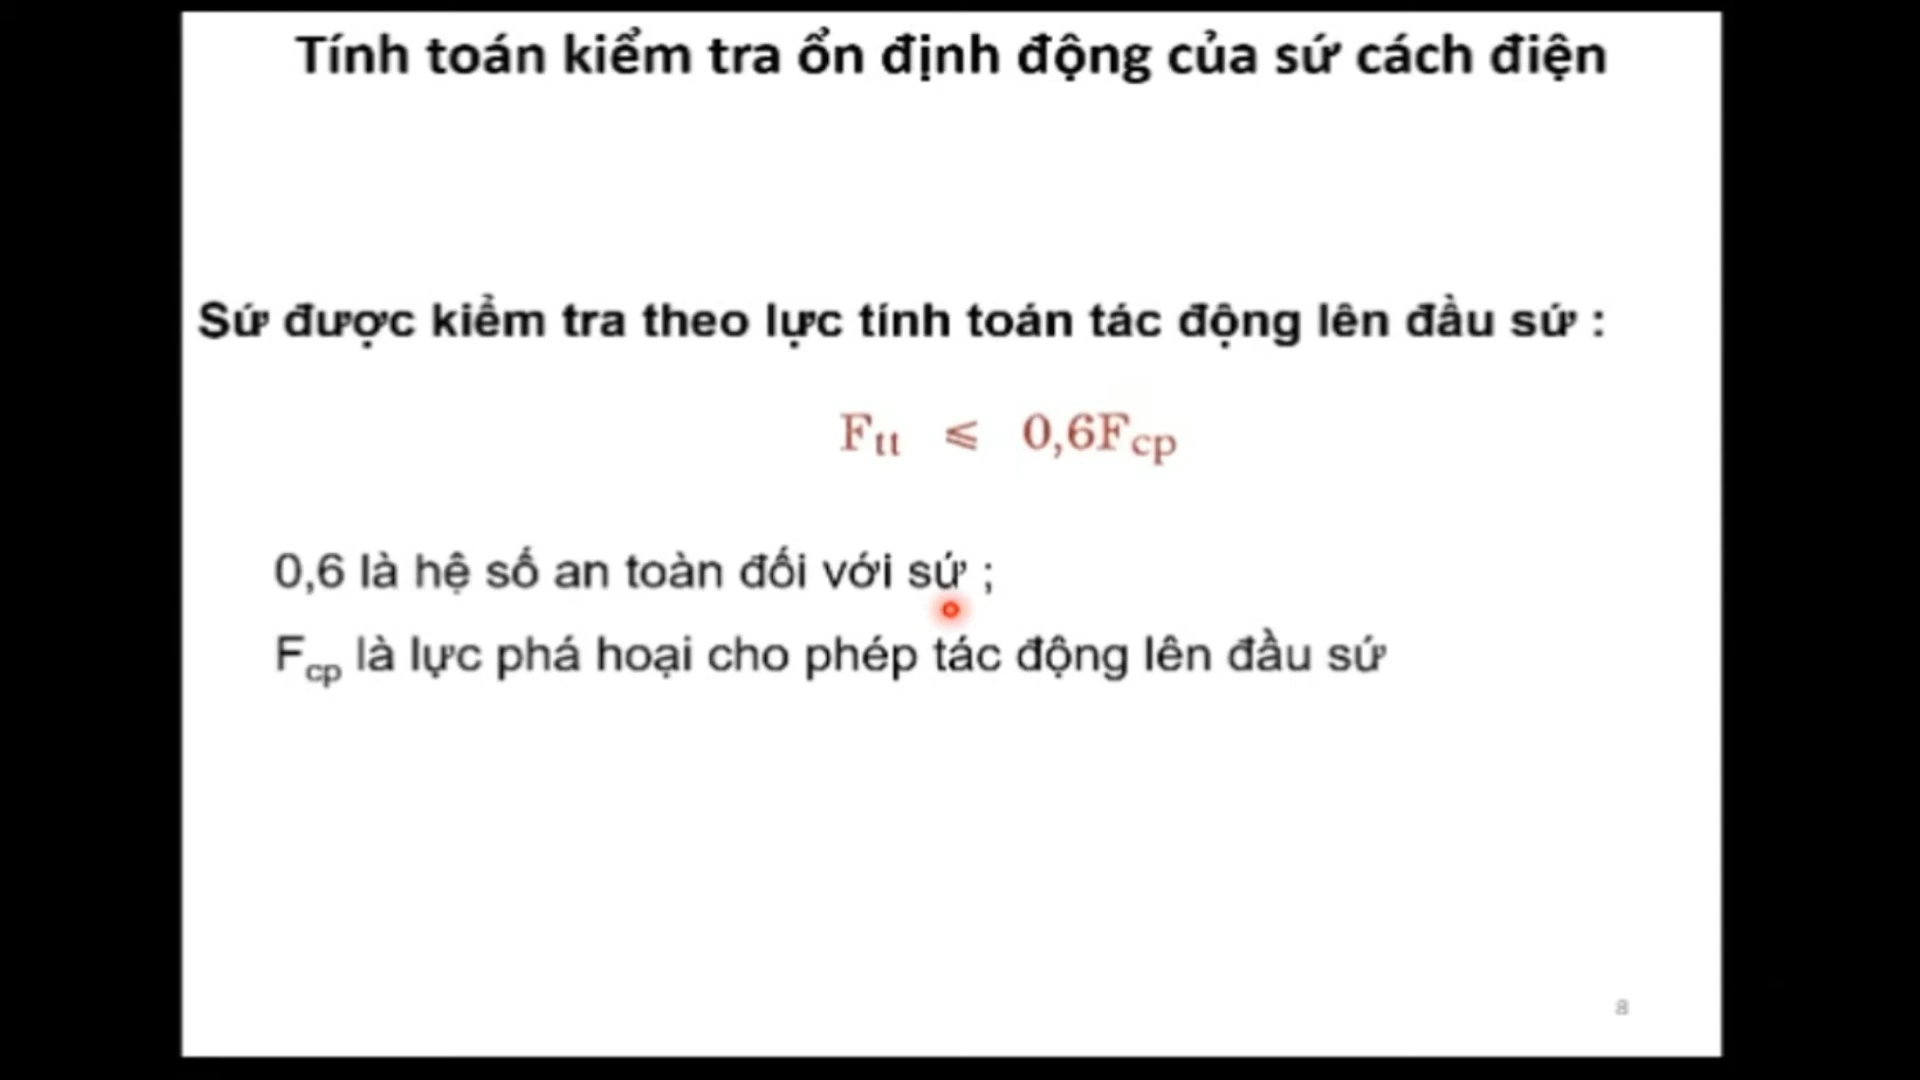 Tính toán kiểm tra ổn định động của sứ cách điện
Sứ được kiểm tra theo lực tính toán tác động lên đầu sứ :
Ftt ⩽ 0,6Fcp
0,6 là hệ số an toàn đối với sứ ;
Fcp là lực phá hoại cho phép tác động lên đầu sứ
8